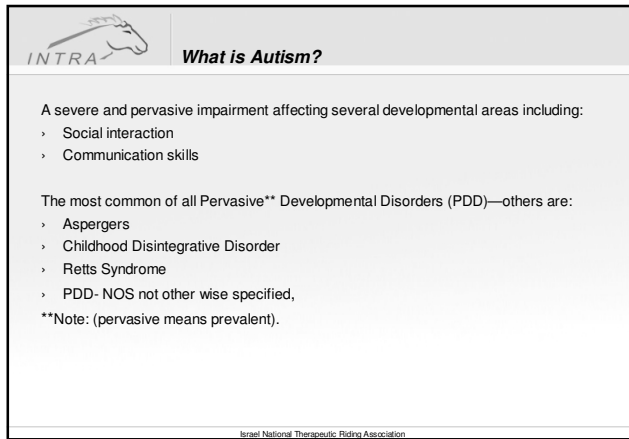 INTRA
What is Autism?
A severe and pervasive impairment affecting several developmental areas including:
› Social interaction
› Communication skills
The most common of all Pervasive** Developmental Disorders (PDD)—others are:
› Aspergers
› Childhood Disintegrative Disorder
› Retts Syndrome
› PDD- NOS not other wise specified,
**Note: (pervasive means prevalent).
Israel National Therapeutic Riding Association